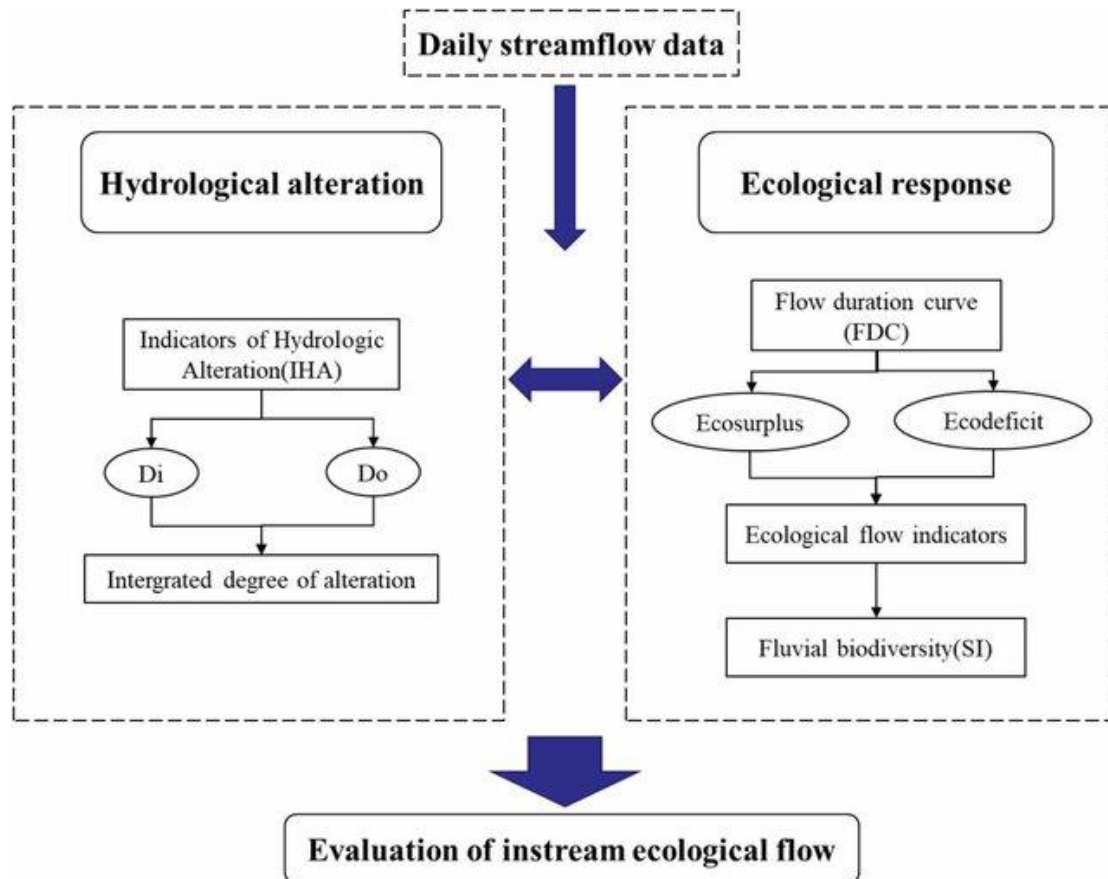 Daily streamflow data
Hydrological alteration
Indicators of Hydrologic
Alteration(IHA)
Di
Do
Intergrated degree of alteration
Ecological response
Flow duration curve
(FDC)
Ecosurplus
Ecodeficit
Ecological flow indicators
Fluvial biodiversity(SI)
Evaluation of instream ecological flow